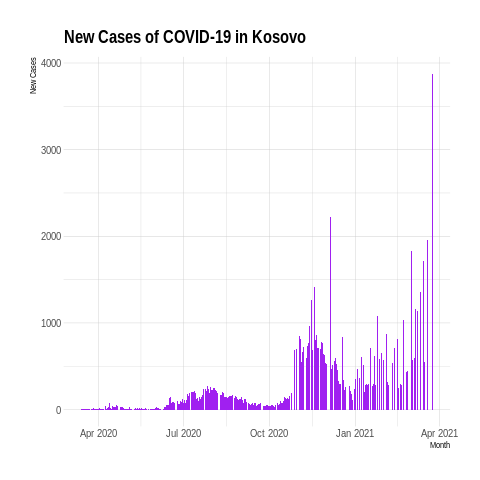 New Cases of COVID-19 in Kosovo
New Cases
4000
3000
2000
1000
0
Apr 2020
Jul 2020
Oct 2020
Jan 2021
Apr 2021
Month